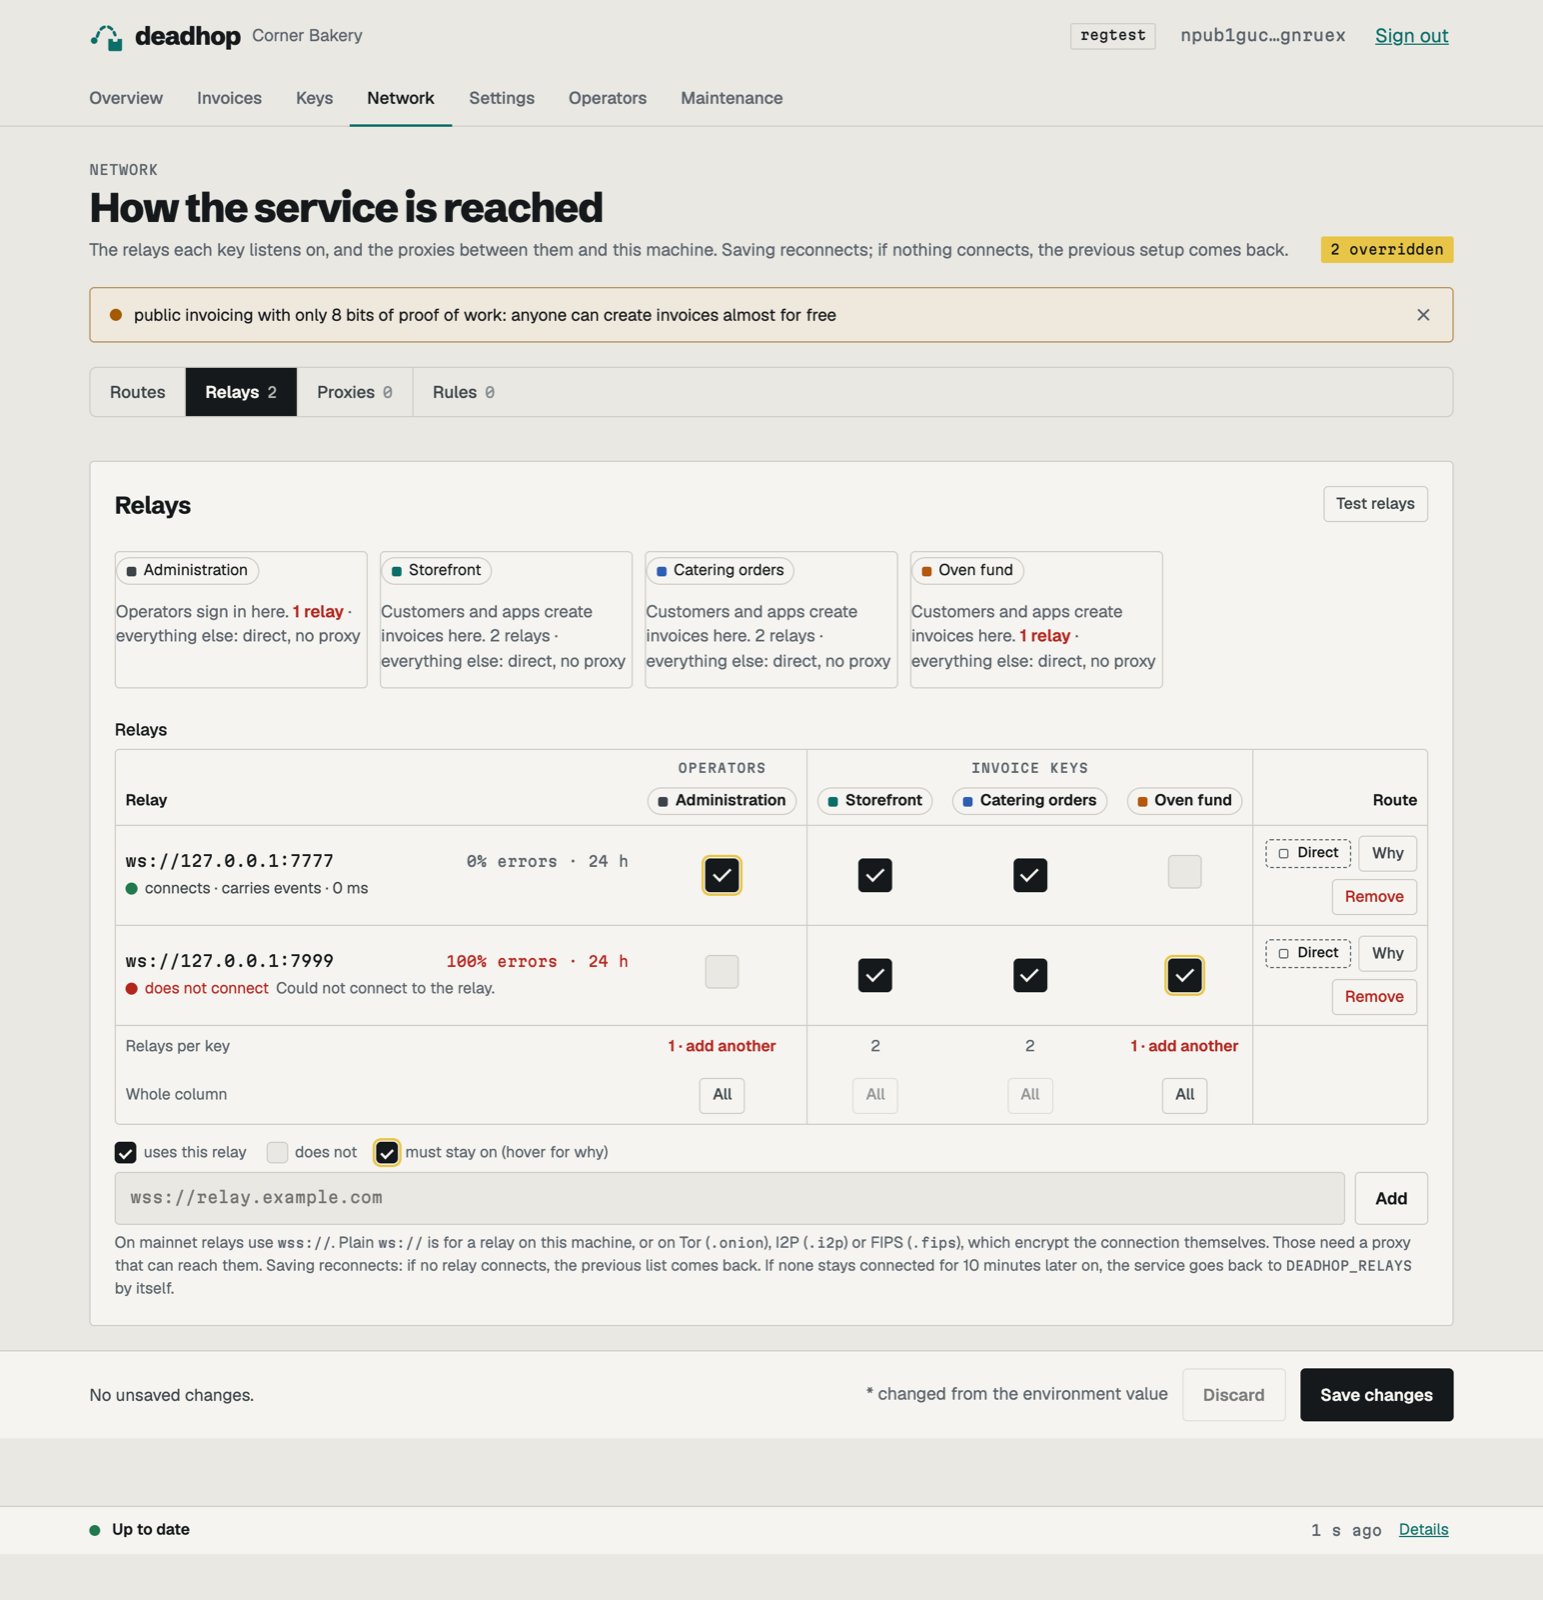 deadhop Corner Bakery
regtest npub1guc…gnruex Sign out
Overview Invoices Keys Network Settings Operators Maintenance
NETWORK
How the service is reached
The relays each key listens on, and the proxies between them and this machine. Saving reconnects; if nothing connects, the previous setup comes back.
2 overridden
public invoicing with only 8 bits of proof of work: anyone can create invoices almost for free
Routes Relays 2 Proxies 0 Rules 0
Relays
Test relays
Administration
Operators sign in here. 1 relay ·
everything else: direct, no proxy
Storefront
Customers and apps create
invoices here. 2 relays ·
everything else: direct, no proxy
Catering orders
Customers and apps create
invoices here. 2 relays ·
everything else: direct, no proxy
Oven fund
Customers and apps create
invoices here. 1 relay ·
everything else: direct, no proxy
Relays
OPERATORS INVOICE KEYS
Relay Administration Storefront Catering orders Oven fund Route
ws://127.0.0.1:7777 0% errors · 24 h
connects · carries events · 0 ms
Direct Why
Remove
ws://127.0.0.1:7999 100% errors · 24 h
does not connect Could not connect to the relay.
Direct Why
Remove
Relays per key 1 · add another 2 2 1 · add another
Whole column All All All All
uses this relay does not must stay on (hover for why)
wss://relay.example.com Add
On mainnet relays use wss://. Plain ws:// is for a relay on this machine, or on Tor (.onion), I2P (.i2p) or FIPS (.fips), which encrypt the connection themselves. Those need a proxy
that can reach them. Saving reconnects: if no relay connects, the previous list comes back. If none stays connected for 10 minutes later on, the service goes back to DEADHOP_RELAYS
by itself.
No unsaved changes. * changed from the environment value Discard Save changes
Up to date 1 s ago Details